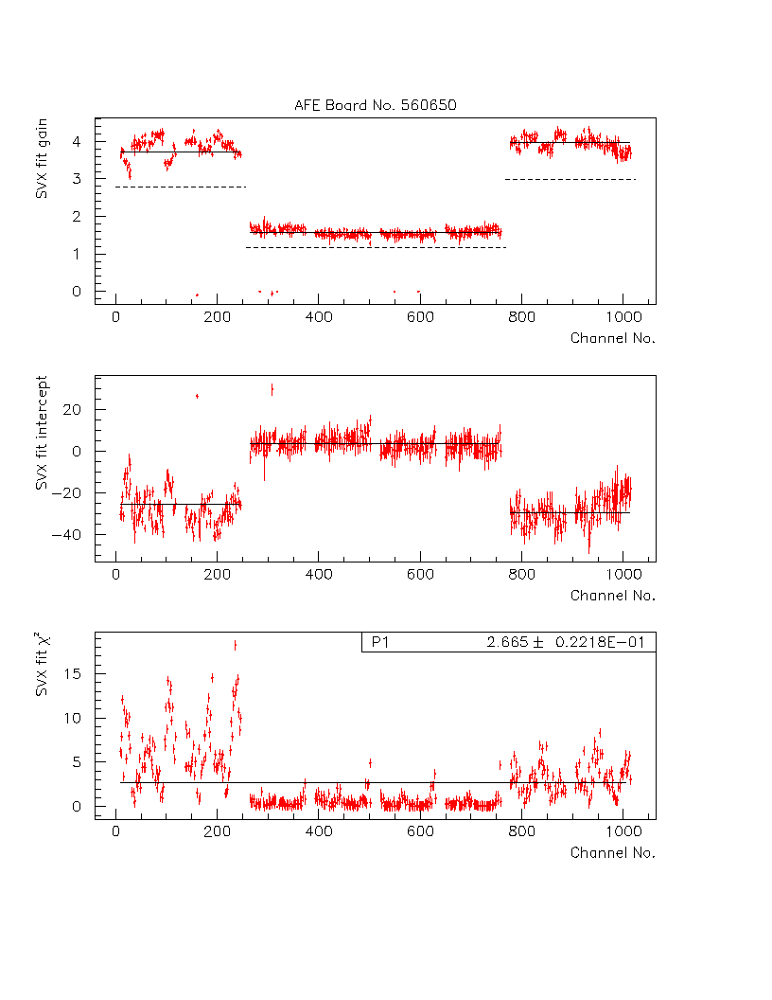 AFE Board No. 560650
SVX fit gain
4
3
2
1
0
0 200 400 600 800 1000
Channel No.
SVX fit intercept
20
0
−20
−40
0 200 400 600 800 1000
Channel No.
SVX fit χ²
P1 2.665 ± 0.2218E−01
15
10
5
0
0 200 400 600 800 1000
Channel No.